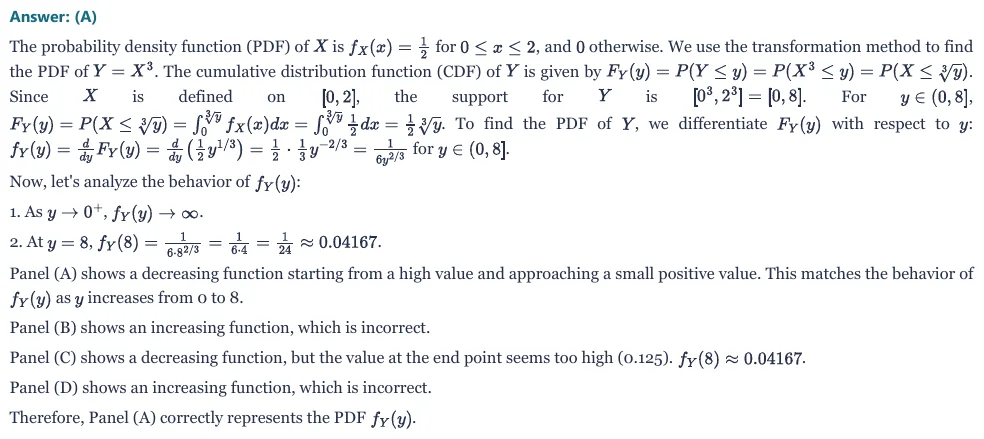 Answer: (A)
The probability density function (PDF) of X is f_X(x) = 1/2 for 0 ≤ x ≤ 2, and 0 otherwise. We use the transformation method to find
the PDF of Y = X³. The cumulative distribution function (CDF) of Y is given by F_Y(y) = P(Y ≤ y) = P(X³ ≤ y) = P(X ≤ ∛y).
Since X is defined on [0, 2], the support for Y is [0³, 2³] = [0, 8]. For y ∈ (0, 8],
F_Y(y) = P(X ≤ ∛y) = ∫₀^{∛y} f_X(x)dx = ∫₀^{∛y} 1/2 dx = 1/2 ∛y. To find the PDF of Y, we differentiate F_Y(y) with respect to y:
f_Y(y) = d/dy F_Y(y) = d/dy (1/2 y^{1/3}) = 1/2 · 1/3 y^{−2/3} = 1/(6y^{2/3}) for y ∈ (0, 8].
Now, let's analyze the behavior of f_Y(y):
1. As y → 0⁺, f_Y(y) → ∞.
2. At y = 8, f_Y(8) = 1/(6·8^{2/3}) = 1/(6·4) = 1/24 ≈ 0.04167.
Panel (A) shows a decreasing function starting from a high value and approaching a small positive value. This matches the behavior of
f_Y(y) as y increases from 0 to 8.
Panel (B) shows an increasing function, which is incorrect.
Panel (C) shows a decreasing function, but the value at the end point seems too high (0.125). f_Y(8) ≈ 0.04167.
Panel (D) shows an increasing function, which is incorrect.
Therefore, Panel (A) correctly represents the PDF f_Y(y).